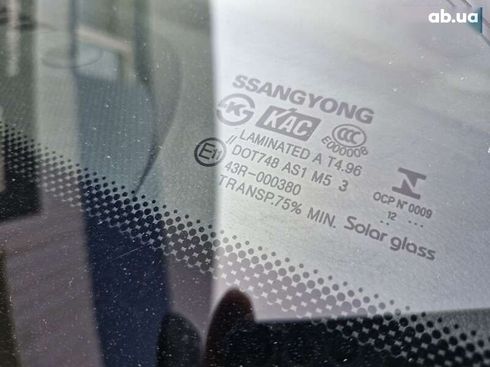 ab.ua
SSANGYONG
KAC
E000008
LAMINATED A T4.96
// DOT748 AS1 M5 3
E11 43R-000380
TRANSP.75% MIN. Solar glass
OCP N° 0009
12 ...